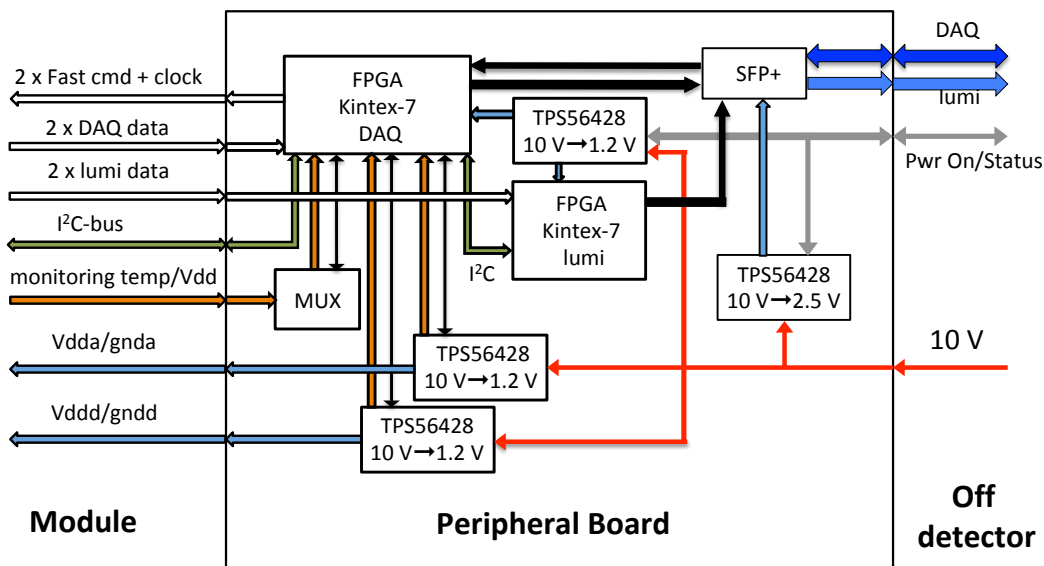 DAQ
2 x Fast cmd + clock
FPGA
Kintex-7
DAQ
SFP+
lumi
2 x DAQ data
TPS56428
10 V→1.2 V
Pwr On/Status
2 x lumi data
FPGA
Kintex-7
lumi
I²C-bus
I²C
monitoring temp/Vdd
MUX
TPS56428
10 V→2.5 V
Vdda/gnda
TPS56428
10 V→1.2 V
10 V
Vddd/gndd
TPS56428
10 V→1.2 V
Module
Peripheral Board
Off
detector